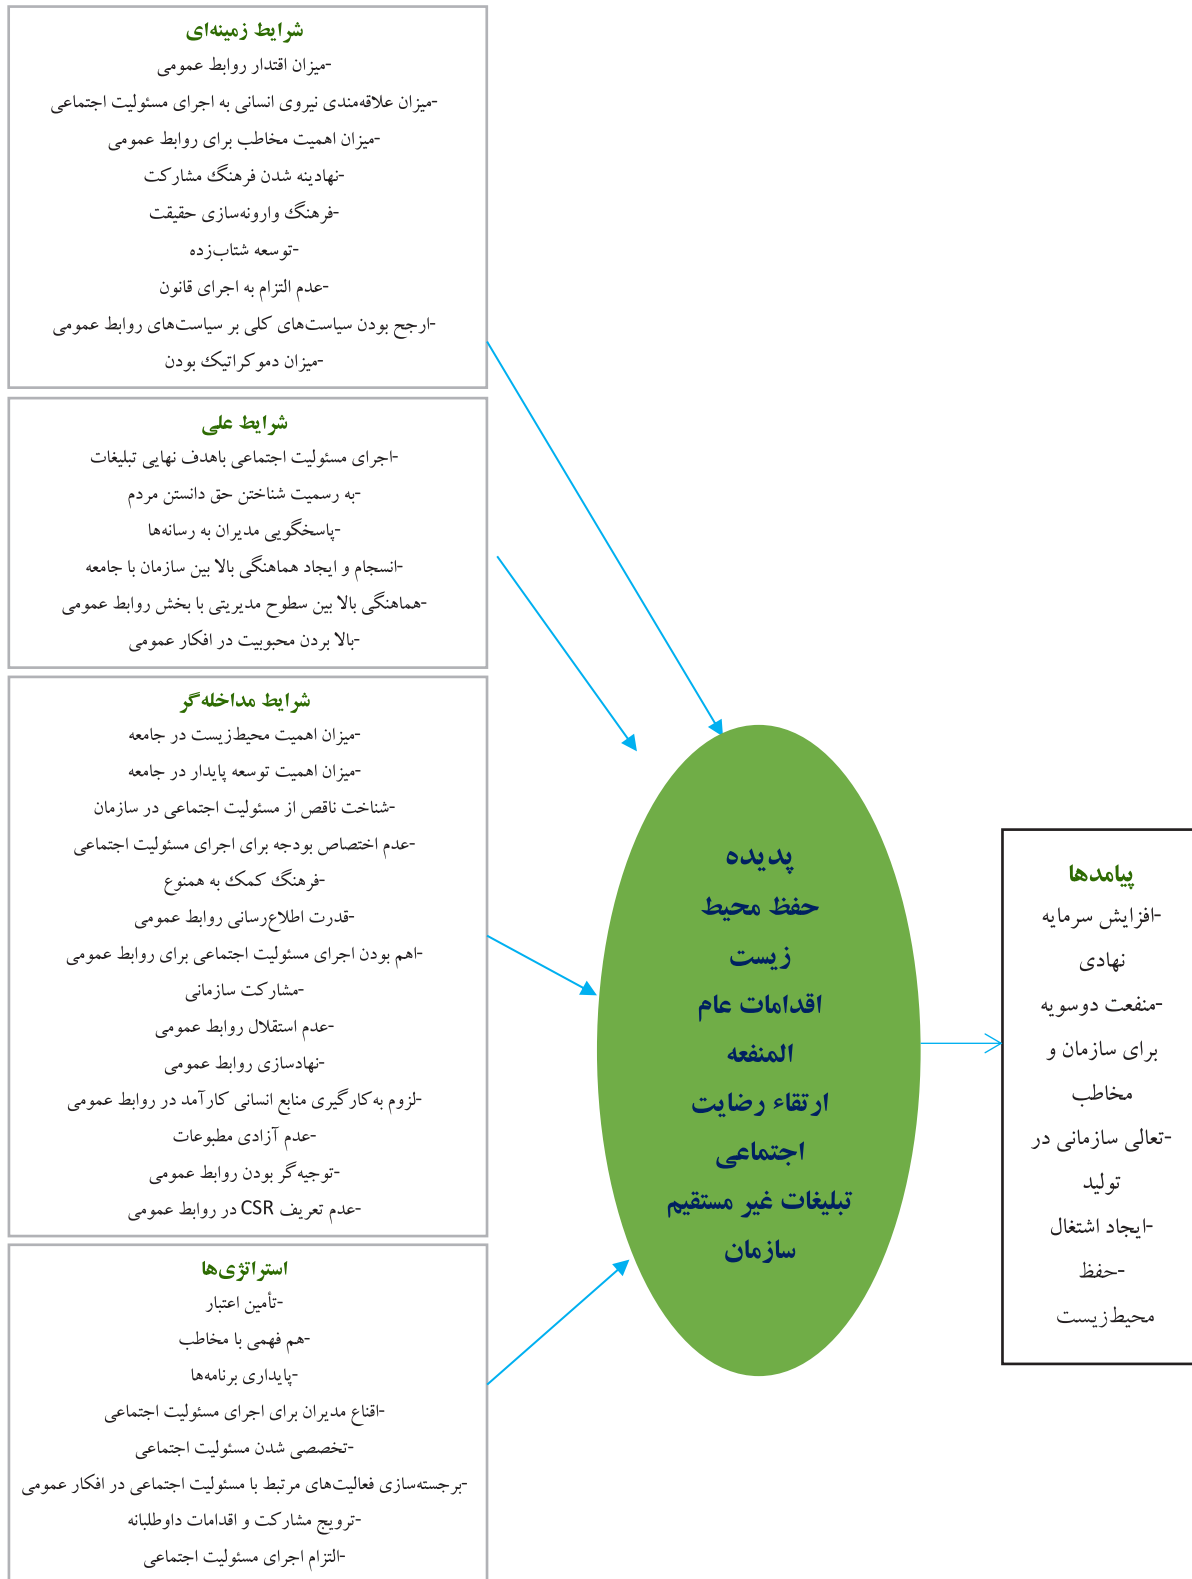 شرایط زمینه‌ای
-میزان اقتدار روابط عمومی
-میزان علاقه‌مندی نیروی انسانی به اجرای مسئولیت اجتماعی
-میزان اهمیت مخاطب برای روابط عمومی
-نهادینه شدن فرهنگ مشارکت
-فرهنگ وارونه‌سازی حقیقت
-توسعه شتاب‌زده
-عدم التزام به اجرای قانون
-ارجح بودن سیاست‌های کلی بر سیاست‌های روابط عمومی
-میزان دموکراتیک بودن
شرایط علی
-اجرای مسئولیت اجتماعی باهدف نهایی تبلیغات
-به رسمیت شناختن حق دانستن مردم
-پاسخگویی مدیران به رسانه‌ها
-انسجام و ایجاد هماهنگی بالا بین سازمان با جامعه
-هماهنگی بالا بین سطوح مدیریتی با بخش روابط عمومی
-بالا بردن محبوبیت در افکار عمومی
شرایط مداخله‌گر
-میزان اهمیت محیط‌زیست در جامعه
-میزان اهمیت توسعه پایدار در جامعه
-شناخت ناقص از مسئولیت اجتماعی در سازمان
-عدم اختصاص بودجه برای اجرای مسئولیت اجتماعی
-فرهنگ کمک به همنوع
-قدرت اطلاع‌رسانی روابط عمومی
-اهم بودن اجرای مسئولیت اجتماعی برای روابط عمومی
-مشارکت سازمانی
-عدم استقلال روابط عمومی
-نهادسازی روابط عمومی
-لزوم به‌کارگیری منابع انسانی کارآمد در روابط عمومی
-عدم آزادی مطبوعات
-توجیه‌گر بودن روابط عمومی
-عدم تعریف CSR در روابط عمومی
استراتژی‌ها
-تأمین اعتبار
-هم فهمی با مخاطب
-پایداری برنامه‌ها
-اقناع مدیران برای اجرای مسئولیت اجتماعی
-تخصصی شدن مسئولیت اجتماعی
-برجسته‌سازی فعالیت‌های مرتبط با مسئولیت اجتماعی در افکار عمومی
-ترویج مشارکت و اقدامات داوطلبانه
-التزام اجرای مسئولیت اجتماعی
پدیده
حفظ محیط
زیست
اقدامات عام
المنفعه
ارتقاء رضایت
اجتماعی
تبلیغات غیر مستقیم
سازمان
پیامدها
-افزایش سرمایه
نهادی
-منفعت دوسویه
برای سازمان و
مخاطب
-تعالی سازمانی در
تولید
-ایجاد اشتغال
-حفظ
محیط‌زیست